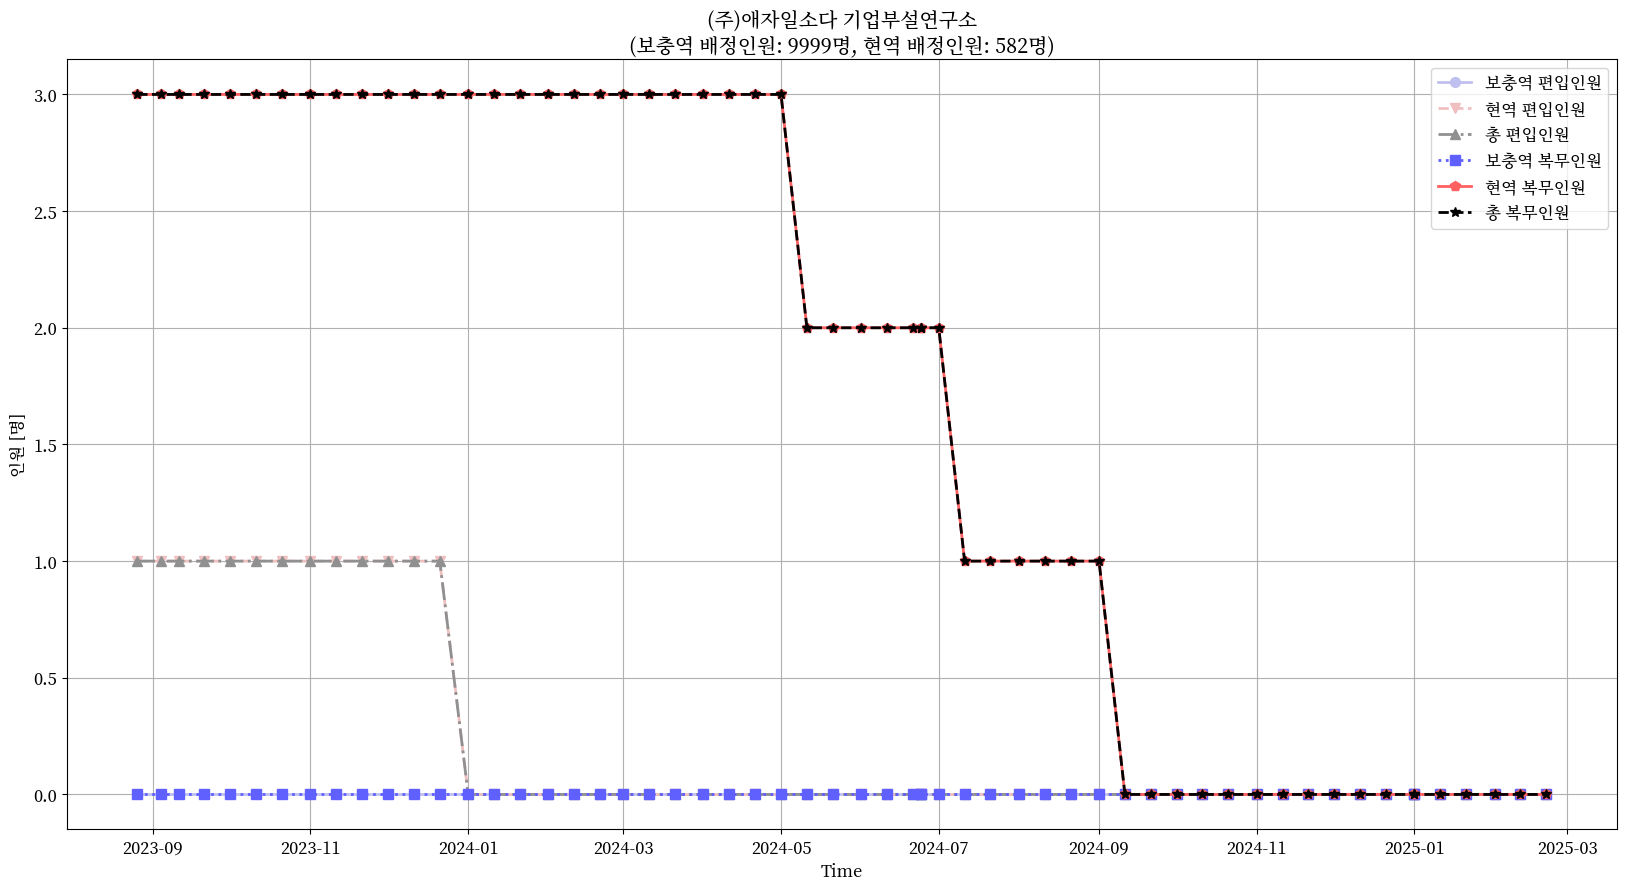 (주)애자일소다 기업부설연구소
(보충역 배정인원: 9999명, 현역 배정인원: 582명)
보충역 편입인원
현역 편입인원
총 편입인원
보충역 복무인원
현역 복무인원
총 복무인원
인원 [명]
3.0
2.5
2.0
1.5
1.0
0.5
0.0
2023-09
2023-11
2024-01
2024-03
2024-05
2024-07
2024-09
2024-11
2025-01
2025-03
Time